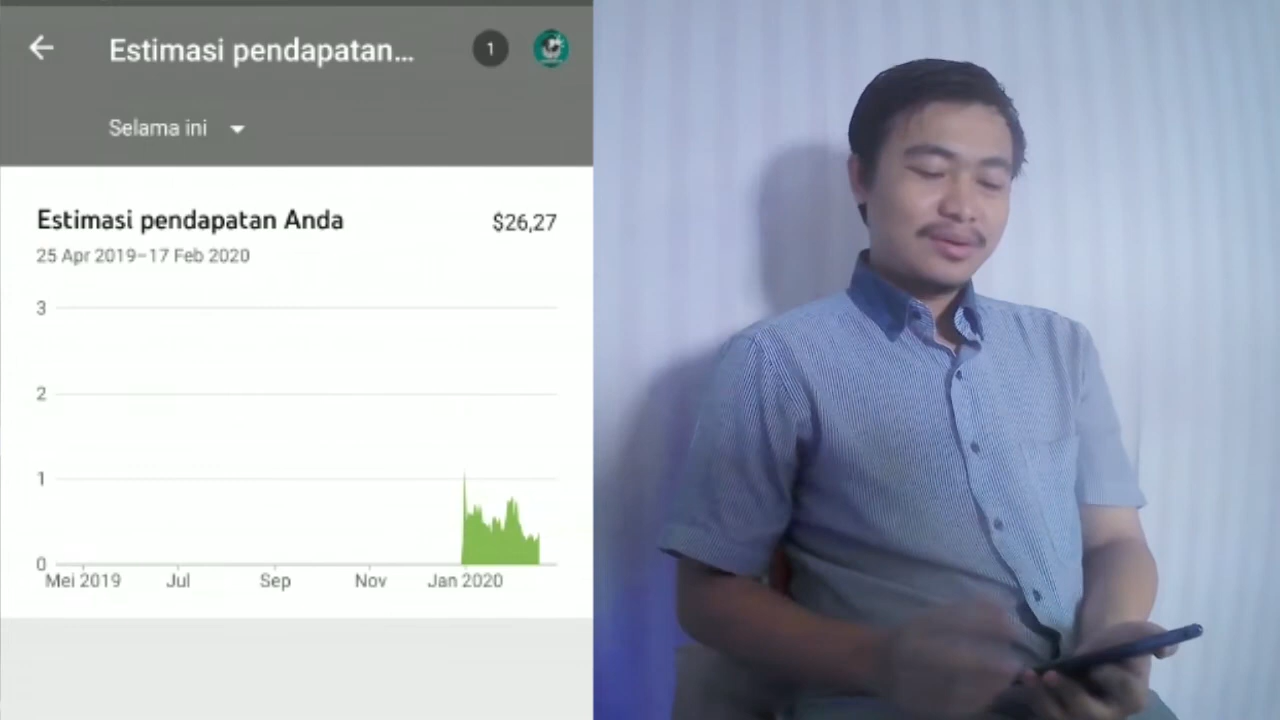 Estimasi pendapatan...
1
Selama ini
Estimasi pendapatan Anda
$26,27
25 Apr 2019–17 Feb 2020
3
2
1
0
Mei 2019
Jul
Sep
Nov
Jan 2020